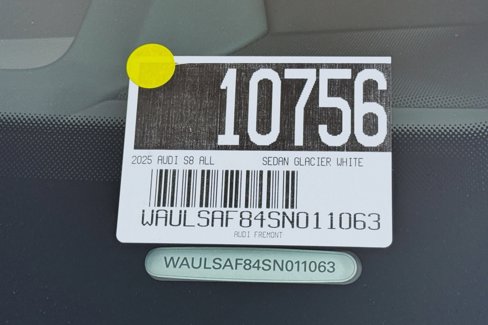 10756
2025 AUDI S8 ALL SEDAN GLACIER WHITE
WAULSAF84SN011063
AUDI FREMONT
WAULSAF84SN011063